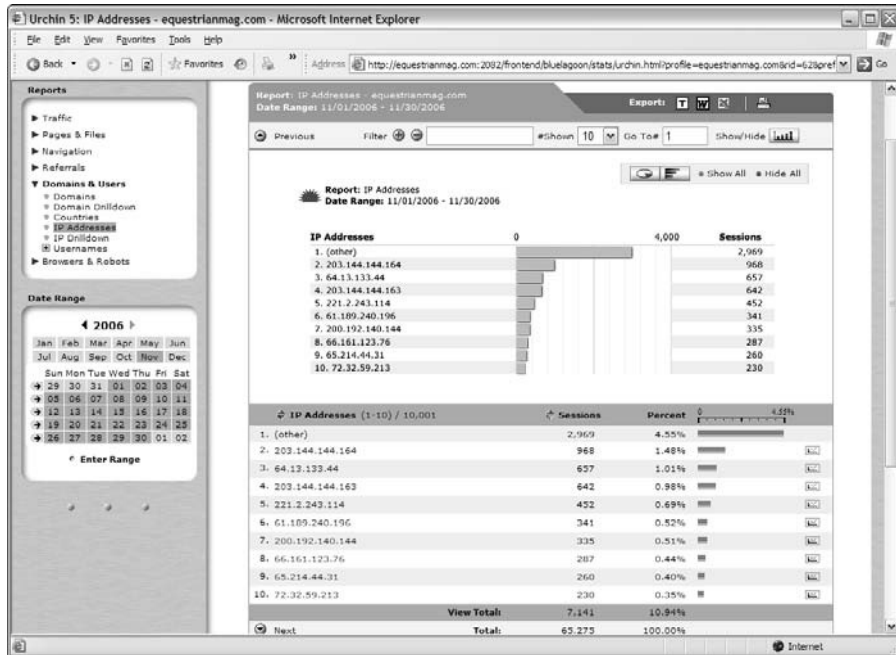 Urchin 5: IP Addresses - equestrianmag.com - Microsoft Internet Explorer
File Edit View Favorites Tools Help
Back Favorites » Address http://equestrianmag.com:2082/frontend/bluelagoon/stats/urchin.html?profile=equestrianmag.com&rid=62&pref Go
Reports
Traffic
Pages & Files
Navigation
Referrals
Domains & Users
Domains
Domain Drilldown
Countries
IP Addresses
IP Drilldown
Usernames
Browsers & Robots
Date Range
2006
Jan Feb Mar Apr May Jun
Jul Aug Sep Oct Nov Dec
Sun Mon Tue Wed Thu Fri Sat
29 30 31 01 02 03 04
05 06 07 08 09 10 11
12 13 14 15 16 17 18
19 20 21 22 23 24 25
26 27 28 29 30 01 02
Enter Range
Report: IP Addresses - equestrianmag.com
Date Range: 11/01/2006 - 11/30/2006
Export: T W
Previous Filter #Shown 10 Go To# 1 Show/Hide
Show All Hide All
Report: IP Addresses
Date Range: 11/01/2006 - 11/30/2006
IP Addresses 0 4,000 Sessions
1. (other) 2,969
2. 203.144.144.164 968
3. 64.13.133.44 657
4. 203.144.144.163 642
5. 221.2.243.114 452
6. 61.189.240.196 341
7. 200.192.140.144 335
8. 66.161.123.76 287
9. 65.214.44.31 260
10. 72.32.59.213 230
IP Addresses (1-10) / 10,001 Sessions Percent 0 4.55%
1. (other) 2,969 4.55%
2. 203.144.144.164 968 1.48%
3. 64.13.133.44 657 1.01%
4. 203.144.144.163 642 0.98%
5. 221.2.243.114 452 0.69%
6. 61.189.240.196 341 0.52%
7. 200.192.140.144 335 0.51%
8. 66.161.123.76 287 0.44%
9. 65.214.44.31 260 0.40%
10. 72.32.59.213 230 0.35%
View Total: 7,141 10.94%
Next Total: 65,275 100.00%
Internet